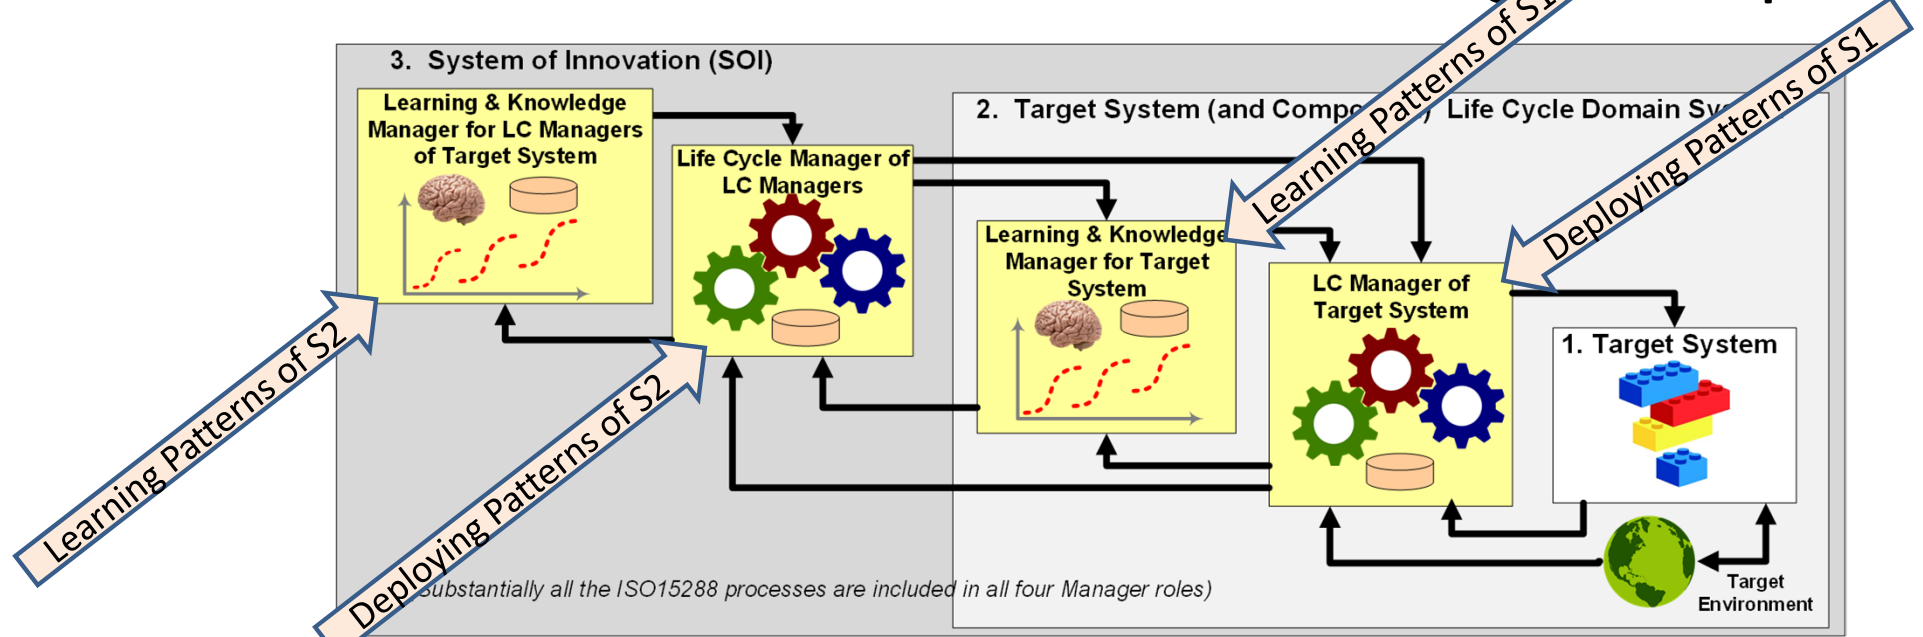 3. System of Innovation (SOI)
Learning & Knowledge
Manager for LC Managers
of Target System
Life Cycle Manager of
LC Managers
2. Target System (and Life Cycle Domain
Learning & Knowledge
Manager for Target
System
LC Manager of
Target System
1. Target System
Target
Environment
Learning Patterns of S1
Deploying Patterns of S1
Learning Patterns of S2
Deploying Patterns of S2
Substantially all the ISO15288 processes are included in all four Manager roles)